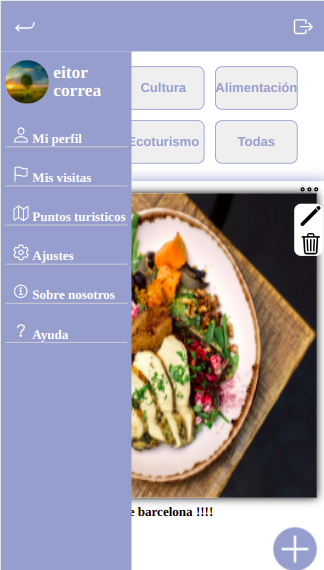 eitor
correa
Mi perfil
Mis visitas
Puntos turisticos
Ajustes
Sobre nosotros
Ayuda
Cultura
Alimentación
Ecoturismo
Todas
e barcelona !!!!